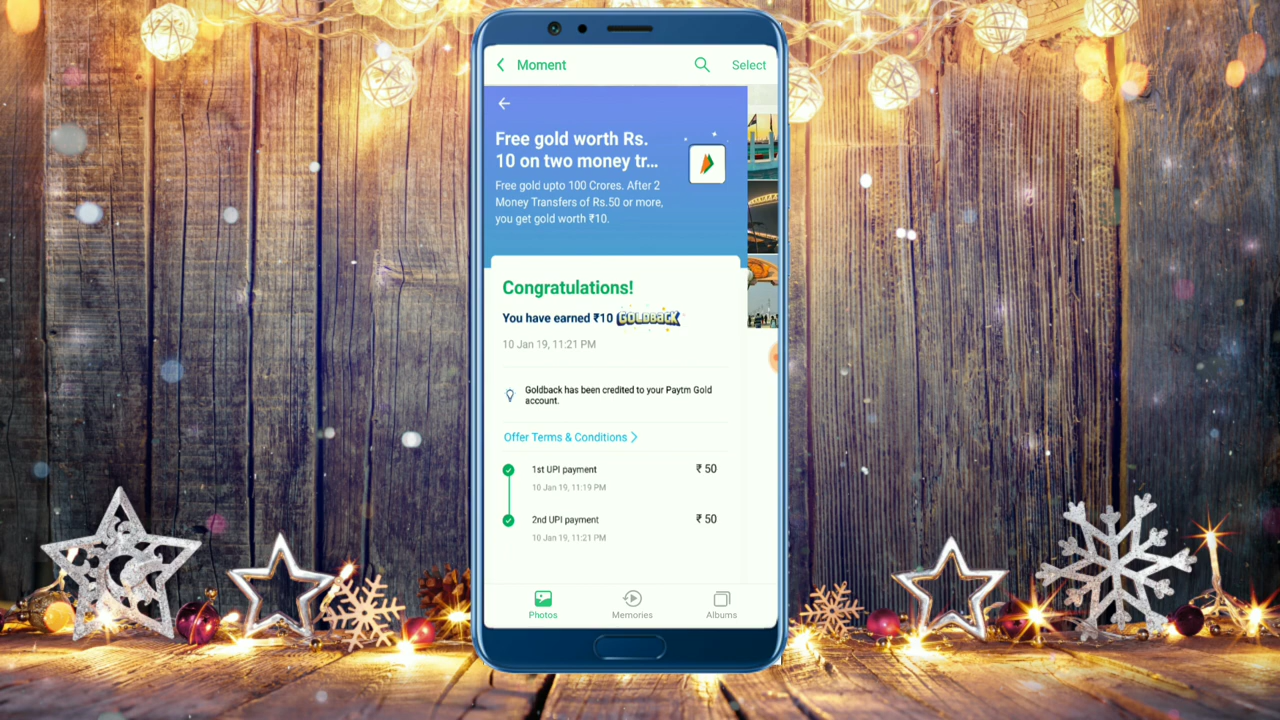 Moment
Select
Free gold worth Rs.
10 on two money tr...
Free gold upto 100 Crores. After 2
Money Transfers of Rs.50 or more,
you get gold worth ₹10.
Congratulations!
You have earned ₹10 GOLDBACK
10 Jan 19, 11:21 PM
Goldback has been credited to your Paytm Gold
account.
Offer Terms & Conditions
1st UPI payment ₹ 50
10 Jan 19, 11:19 PM
2nd UPI payment ₹ 50
10 Jan 19, 11:21 PM
Photos
Memories
Albums